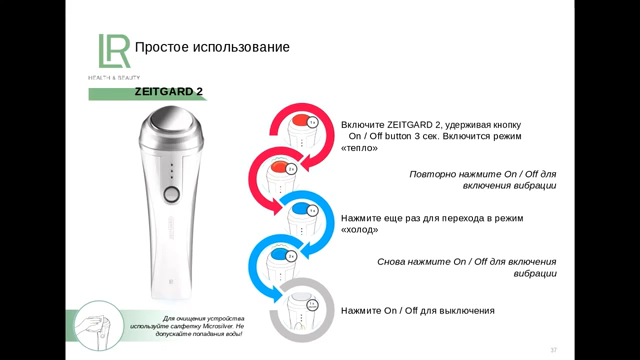 LR
HEALTH & BEAUTY
Простое использование
ZEITGARD 2
Включите ZEITGARD 2, удерживая кнопку
On / Off button 3 сек. Включится режим
«тепло»
Повторно нажмите On / Off для
включения вибрации
Нажмите еще раз для перехода в режим
«холод»
Снова нажмите On / Off для включения
вибрации
Нажмите On / Off для выключения
Для очищения устройства
используйте салфетку Microsilver. Не
допускайте попадания воды!
37